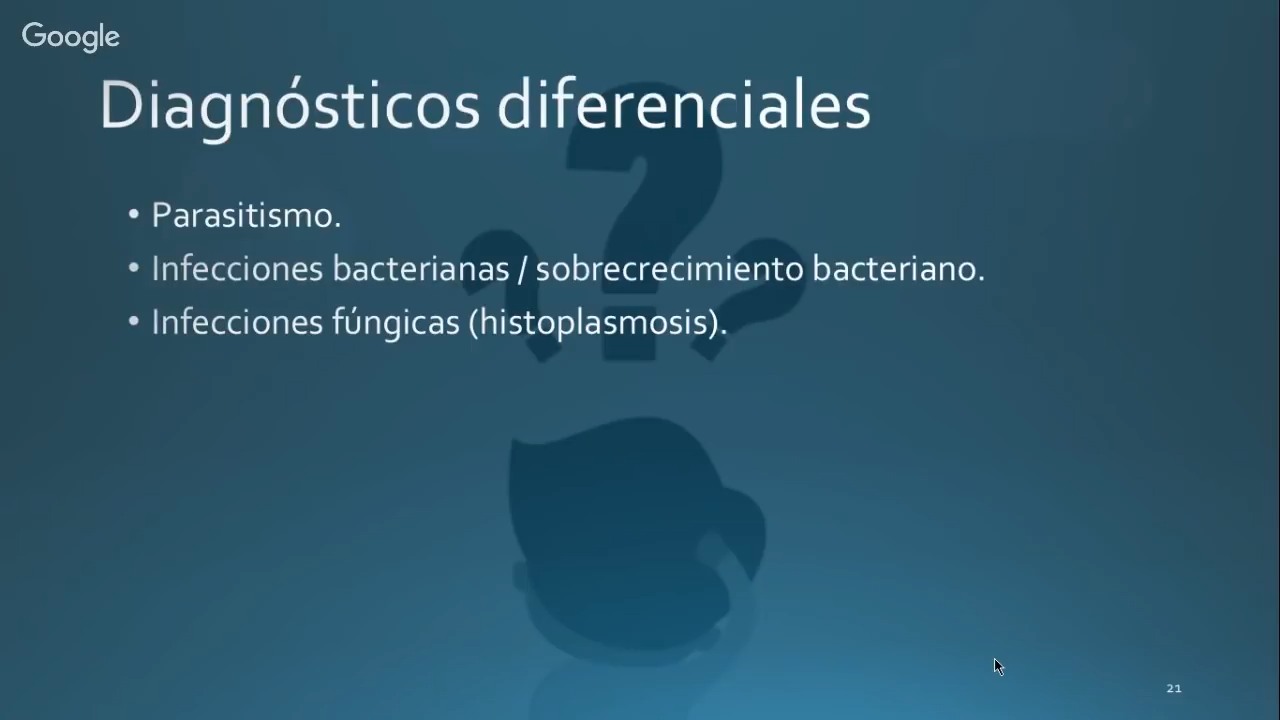 Google
Diagnósticos diferenciales
• Parasitismo.
• Infecciones bacterianas / sobrecrecimiento bacteriano.
• Infecciones fúngicas (histoplasmosis).
21